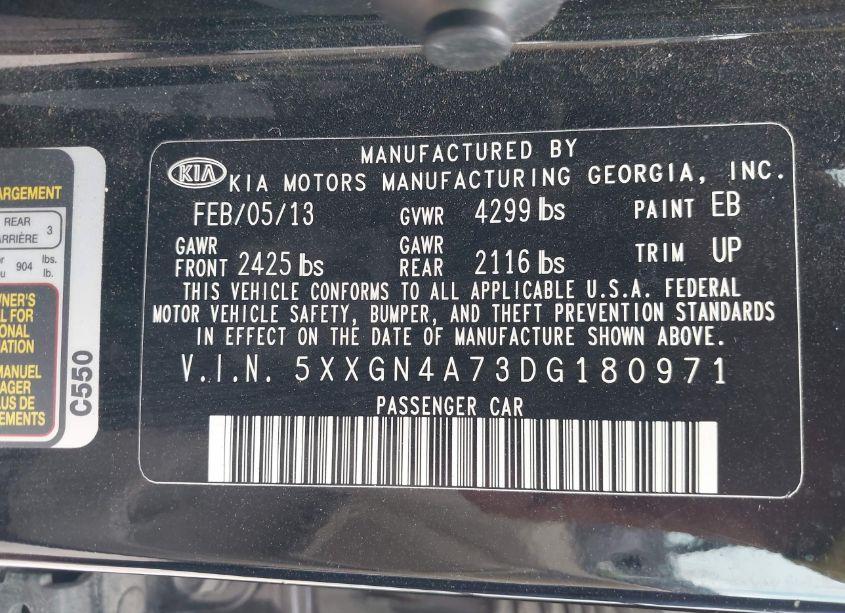 MANUFACTURED BY
KIA KIA MOTORS MANUFACTURING GEORGIA, INC.
FEB/05/13 GVWR 4299 lbs PAINT EB
GAWR FRONT 2425 lbs GAWR REAR 2116 lbs TRIM UP
THIS VEHICLE CONFORMS TO ALL APPLICABLE U.S.A. FEDERAL
MOTOR VEHICLE SAFETY, BUMPER, AND THEFT PREVENTION STANDARDS
IN EFFECT ON THE DATE OF MANUFACTURE SHOWN ABOVE.
V.I.N. 5XXGN4A73DG180971
PASSENGER CAR
REAR
ARRIÈRE 3
904 lbs.
lb.
L FOR
MANUEL
C550